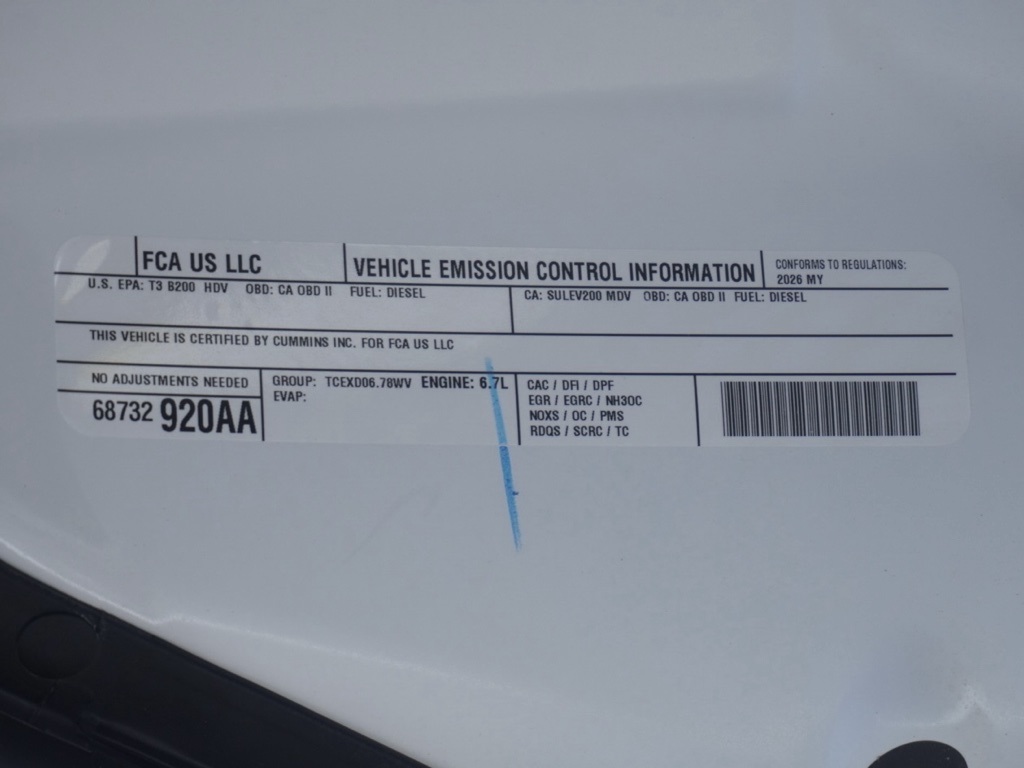 FCA US LLC
VEHICLE EMISSION CONTROL INFORMATION
CONFORMS TO REGULATIONS:
2026 MY
U.S. EPA: T3 B200 HDV OBD: CA OBD II FUEL: DIESEL
CA: SULEV200 MDV OBD: CA OBD II FUEL: DIESEL
THIS VEHICLE IS CERTIFIED BY CUMMINS INC. FOR FCA US LLC
NO ADJUSTMENTS NEEDED
68732 920AA
GROUP: TCEXD06.78WV ENGINE: 6.7L
EVAP:
CAC / DFI / DPF
EGR / EGRC / NH3OC
NOXS / OC / PMS
RDQS / SCRC / TC